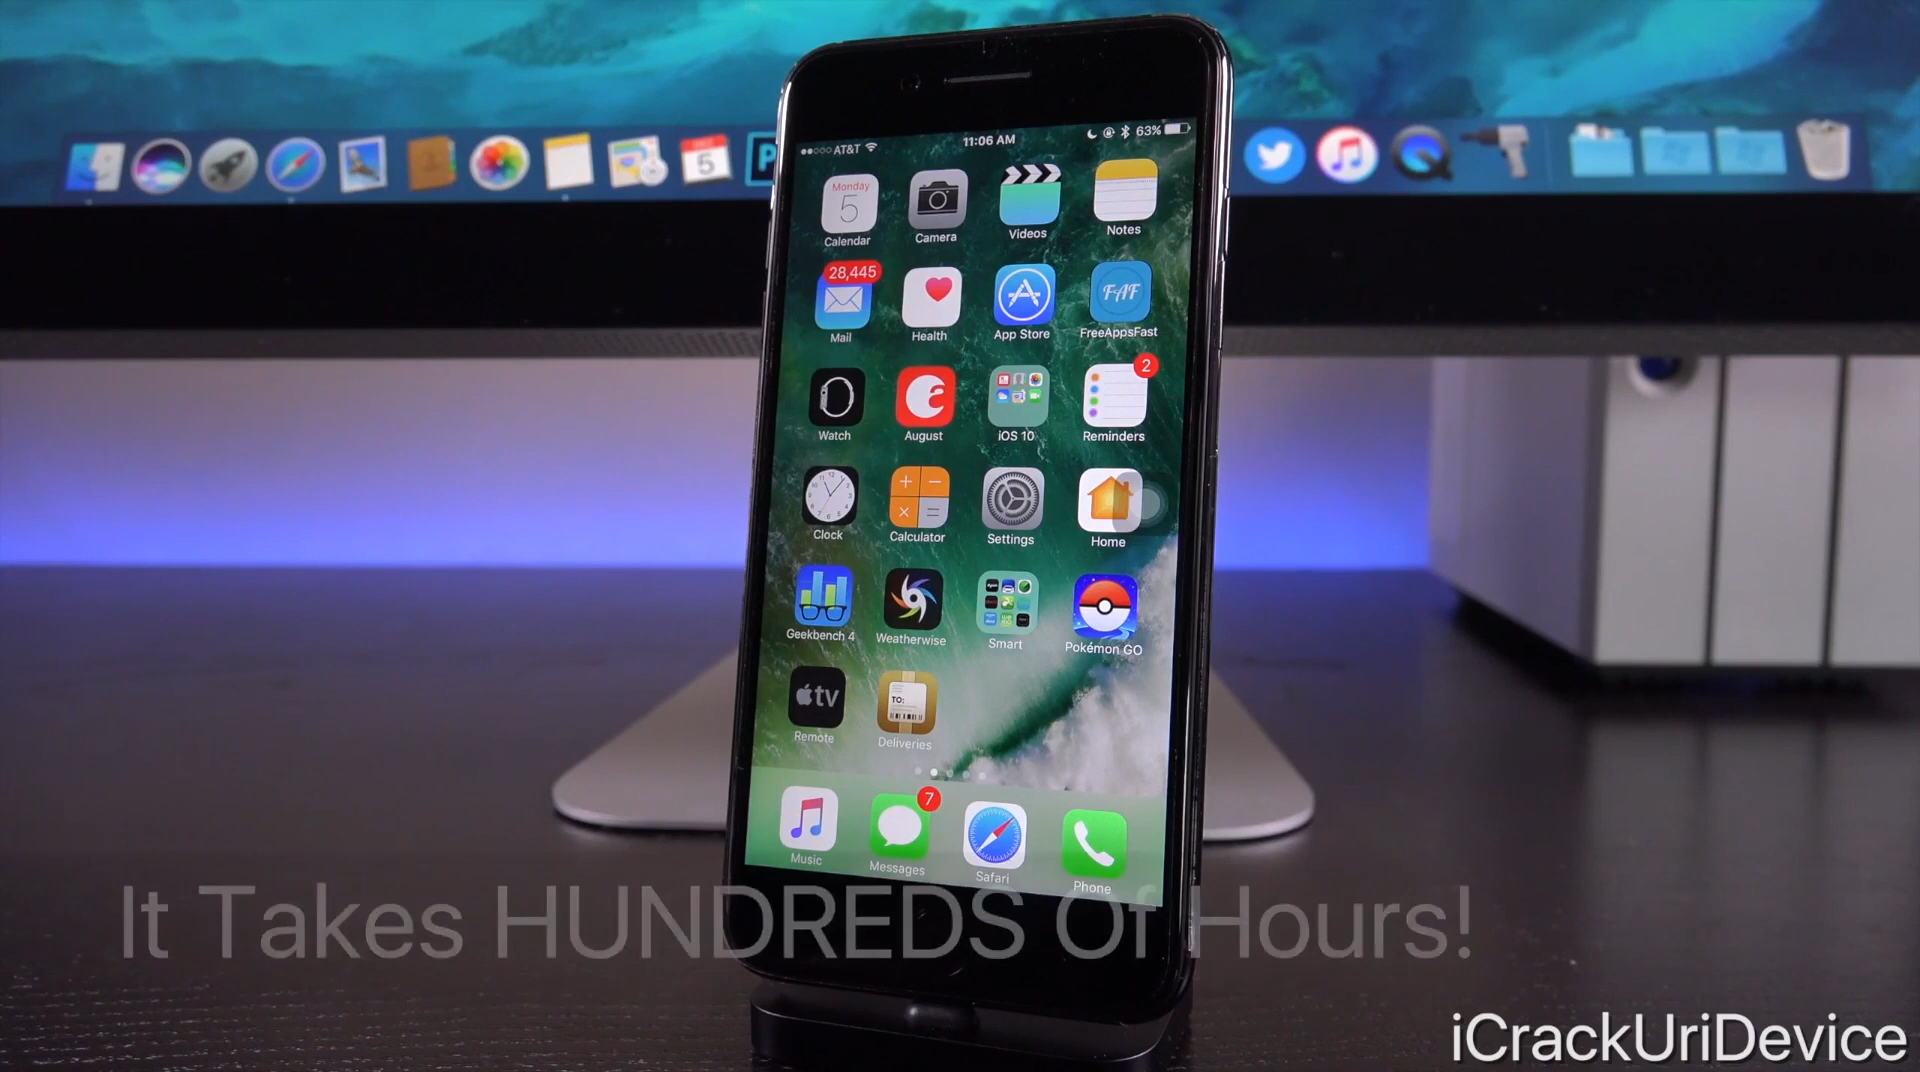 AT&T 11:06 AM 63%
Monday
5
Calendar Camera Videos Notes
28,445
FAF
Mail Health App Store FreeAppsFast
2
Watch August iOS 10 Reminders
Clock Calculator Settings Home
Geekbench 4 Weatherwise Smart Pokémon GO
tv
TO:
Remote Deliveries
7
Music Messages Safari Phone
5
P
It Takes HUNDREDS Of Hours!
iCrackUriDevice